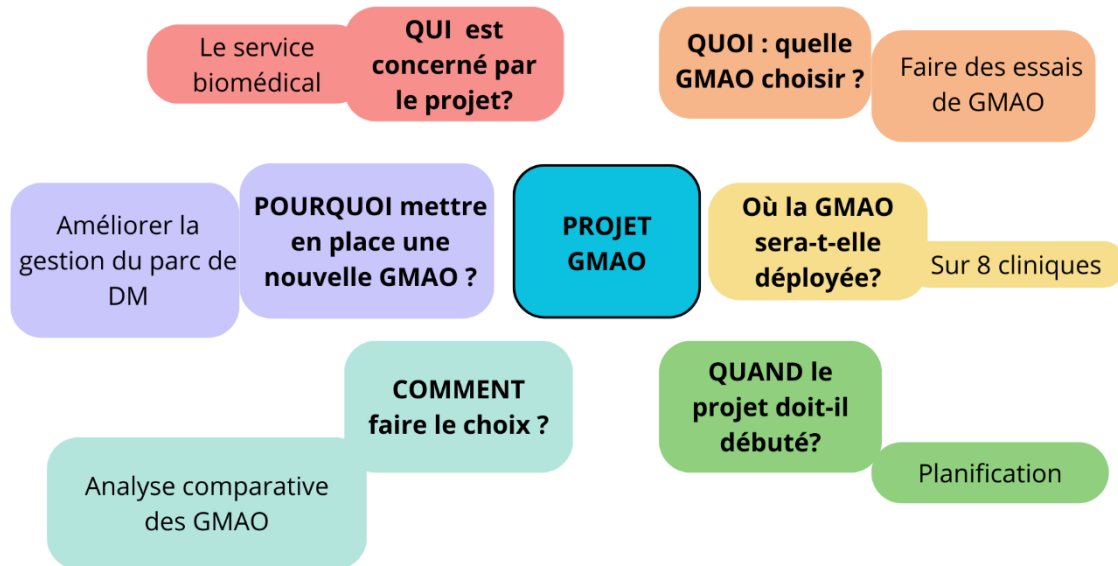 Le service
biomédical
QUI est
concerné par
le projet?
QUOI : quelle
GMAO choisir ?
Faire des essais
de GMAO
Améliorer la
gestion du parc de
DM
POURQUOI mettre
en place une
nouvelle GMAO ?
PROJET
GMAO
Où la GMAO
sera-t-elle
déployée?
Sur 8 cliniques
COMMENT
faire le choix ?
Analyse comparative
des GMAO
QUAND le
projet doit-il
débuté?
Planification